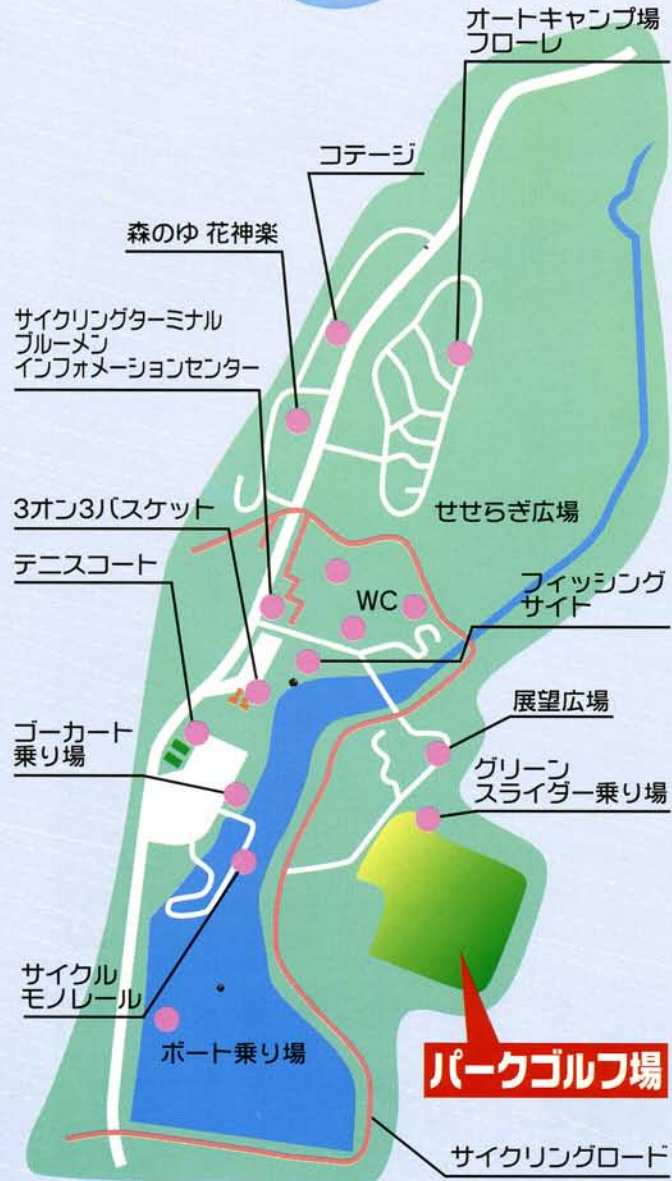 オートキャンプ場
フローレ
コテージ
森のゆ 花神楽
サイクリングターミナル
ブルーメン
インフォメーションセンター
3オン3バスケット
せせらぎ広場
テニスコート
WC
フィッシング
サイト
ゴーカート
乗り場
展望広場
グリーン
スライダー乗り場
サイクル
モノレール
ボート乗り場
パークゴルフ場
サイクリングロード